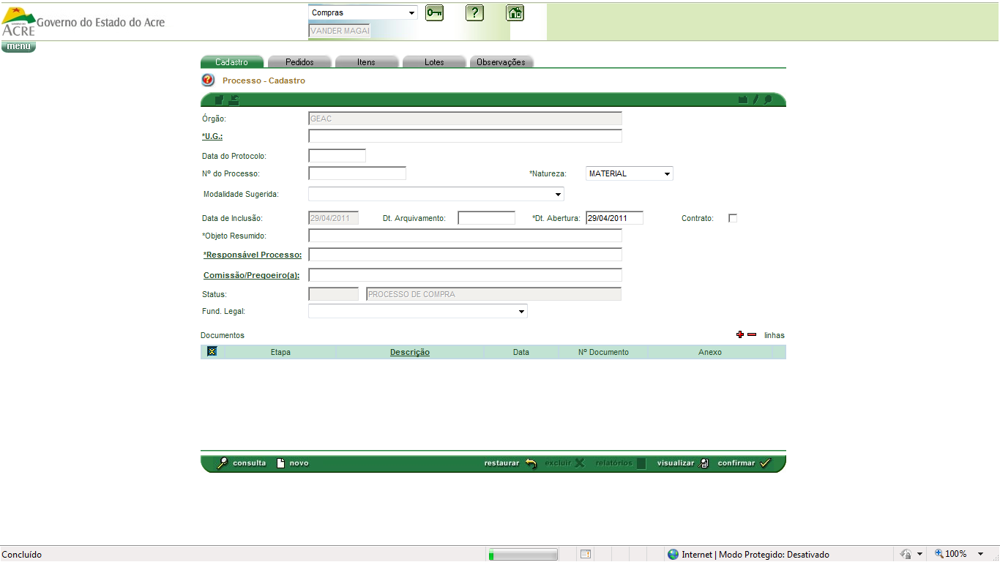 Compras
GOVERNO DO ACRE Governo do Estado do Acre
VANDER MAGAI
menu
Cadastro Pedidos Itens Lotes Observações
Processo - Cadastro
Órgão: GEAC
*U.G.:
Data do Protocolo:
Nº do Processo: *Natureza: MATERIAL
Modalidade Sugerida:
Data de Inclusão: 29/04/2011 Dt. Arquivamento: *Dt. Abertura: 29/04/2011 Contrato:
*Objeto Resumido:
*Responsável Processo:
Comissão/Pregoeiro(a):
Status: PROCESSO DE COMPRA
Fund. Legal:
Documentos linhas
Etapa Descrição Data Nº Documento Anexo
consulta novo restaurar excluir relatórios visualizar confirmar
Concluído Internet | Modo Protegido: Desativado 100%